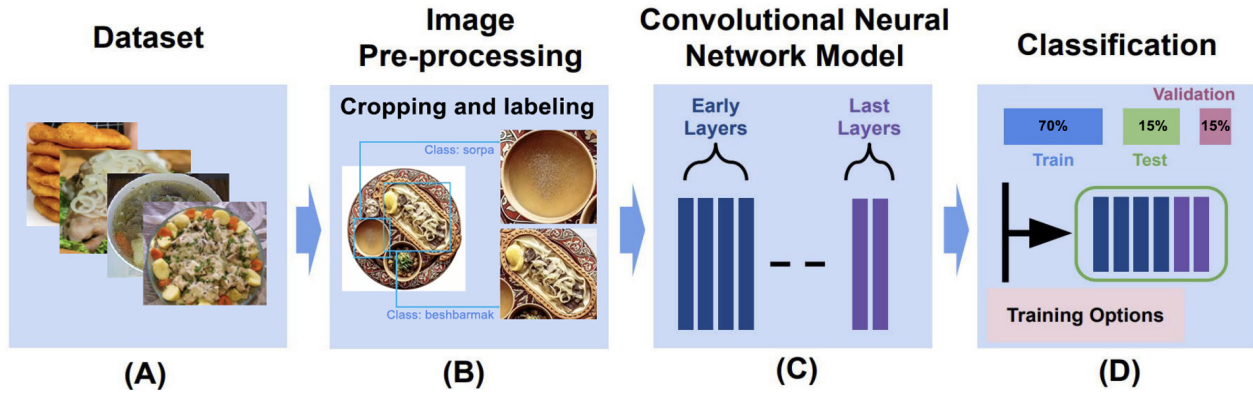 Dataset
Image
Pre-processing
Convolutional Neural
Network Model
Classification
Cropping and labeling
Class: sorpa
Class: beshbarmak
Early
Layers
Last
Layers
Validation
70%
15%
15%
Train
Test
Training Options
(A)
(B)
(C)
(D)